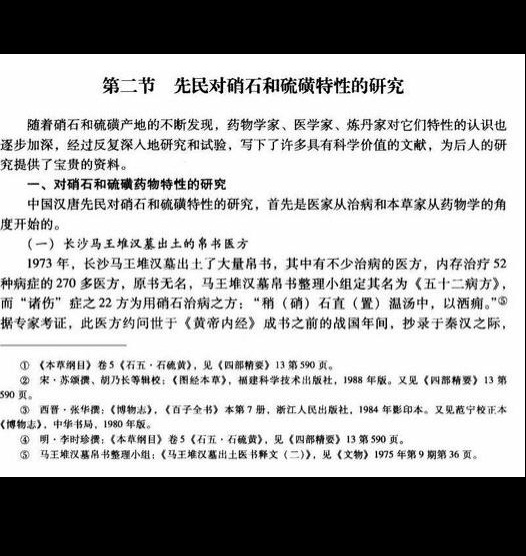 第二节 先民对硝石和硫磺特性的研究
随着硝石和硫磺产地的不断发现，药物学家、医学家、炼丹家对它们特性的认识也
逐步加深，经过反复深入地研究和试验，写下了许多具有科学价值的文献，为后人的研
究提供了宝贵的资料。
一、对硝石和硫磺药物特性的研究
中国汉唐先民对硝石和硫磺特性的研究，首先是医家从治病和本草家从药物学的角
度开始的。
（一）长沙马王堆汉墓出土的帛书医方
1973 年，长沙马王堆汉墓出土了大量帛书，其中有不少治病的医方，内存治疗 52
种病症的 270 多医方，原书无名，马王堆汉墓帛书整理小组定其名为《五十二病方》，
而“诸伤”症之 22 方为用硝石治病之方：“稍（硝）石直（置）温汤中，以洒痈。”⑤
据专家考证，此医方约问世于《黄帝内经》成书之前的战国年间，抄录于秦汉之际，
① 《本草纲目》卷 5《石五·石硫黄》，见《四部精要》13 第 590 页。
② 宋·苏颂撰、胡乃长等辑校：《图经本草》，福建科学技术出版社，1988 年版。又见《四部精要》13 第
590 页。
③ 西晋·张华撰：《博物志》，《百子全书》本第 7 册，浙江人民出版社，1984 年影印本。又见范宁校正本
《博物志》，中华书局，1980 年版。
④ 明·李时珍撰：《本草纲目》卷 5《石五·石硫黄》，见《四部精要》13 第 590 页。
⑤ 马王堆汉墓帛书整理小组：《马王堆汉墓出土医书释文（二）》，见《文物》1975 年第 9 期第 36 页。